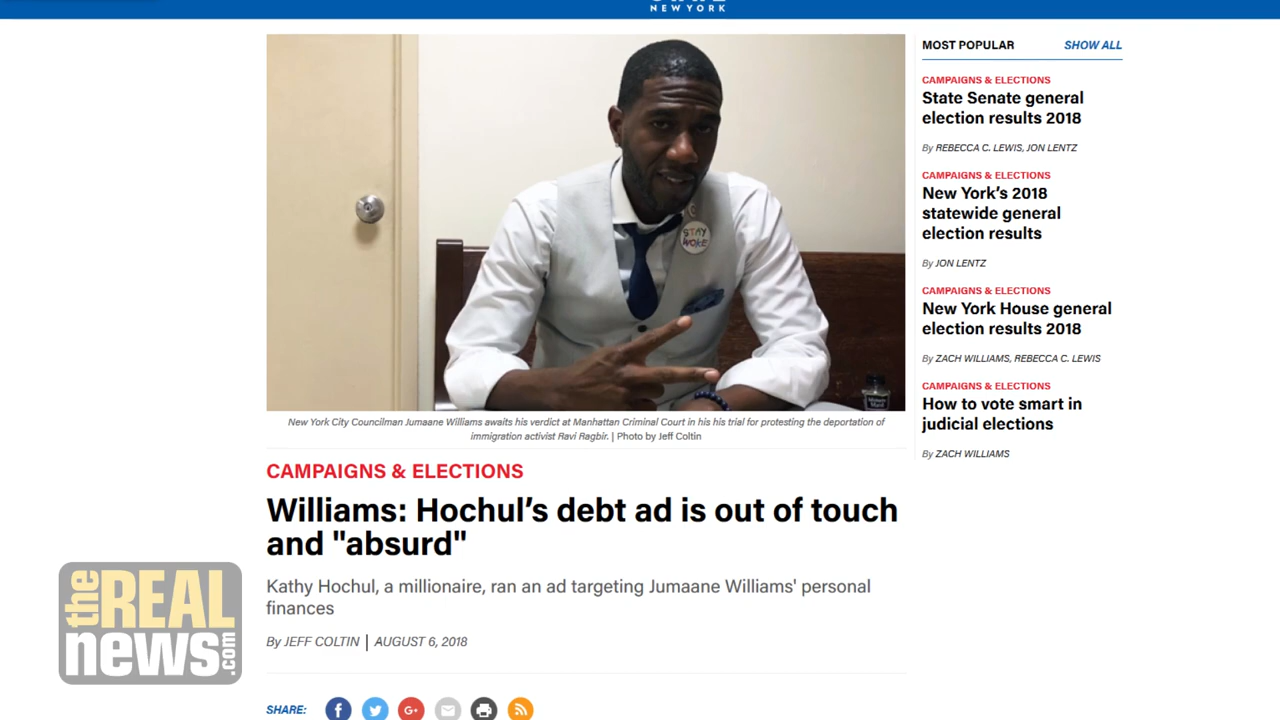 NEW YORK
MOST POPULAR
SHOW ALL
CAMPAIGNS & ELECTIONS
State Senate general
election results 2018
By REBECCA C. LEWIS, JON LENTZ
CAMPAIGNS & ELECTIONS
New York's 2018
statewide general
election results
By JON LENTZ
CAMPAIGNS & ELECTIONS
New York House general
election results 2018
By ZACH WILLIAMS, REBECCA C. LEWIS
CAMPAIGNS & ELECTIONS
How to vote smart in
judicial elections
By ZACH WILLIAMS
STAY
WOKE
New York City Councilman Jumaane Williams awaits his verdict at Manhattan Criminal Court in his his trial for protesting the deportation of
immigration activist Ravi Ragbir. | Photo by Jeff Coltin
CAMPAIGNS & ELECTIONS
Williams: Hochul's debt ad is out of touch
and "absurd"
Kathy Hochul, a millionaire, ran an ad targeting Jumaane Williams' personal
finances
By JEFF COLTIN | AUGUST 6, 2018
SHARE:
the REAL
news.com